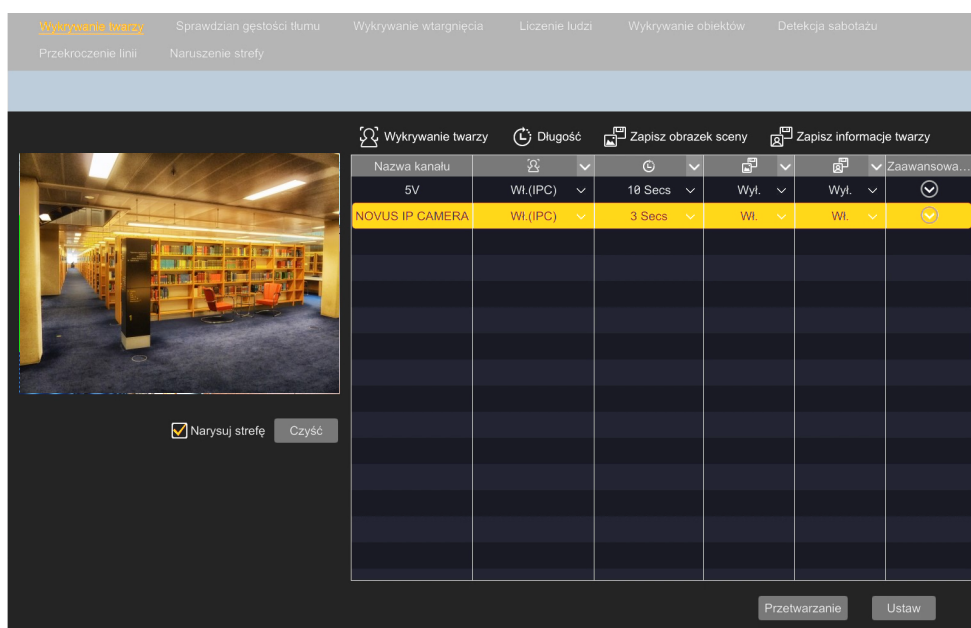 Wykrywanie twarzy Sprawdzian gęstości tłumu Wykrywanie wtargnięcia Liczenie ludzi Wykrywanie obiektów Detekcja sabotażu
Przekroczenie linii Naruszenie strefy
Wykrywanie twarzy Długość Zapisz obrazek sceny Zapisz informacje twarzy
Nazwa kanału Zaawansowa...
5V Wł.(IPC) 10 Secs Wył. Wył.
NOVUS IP CAMERA Wł.(IPC) 3 Secs Wł. Wł.
Narysuj strefę Czyść
Przetwarzanie Ustaw